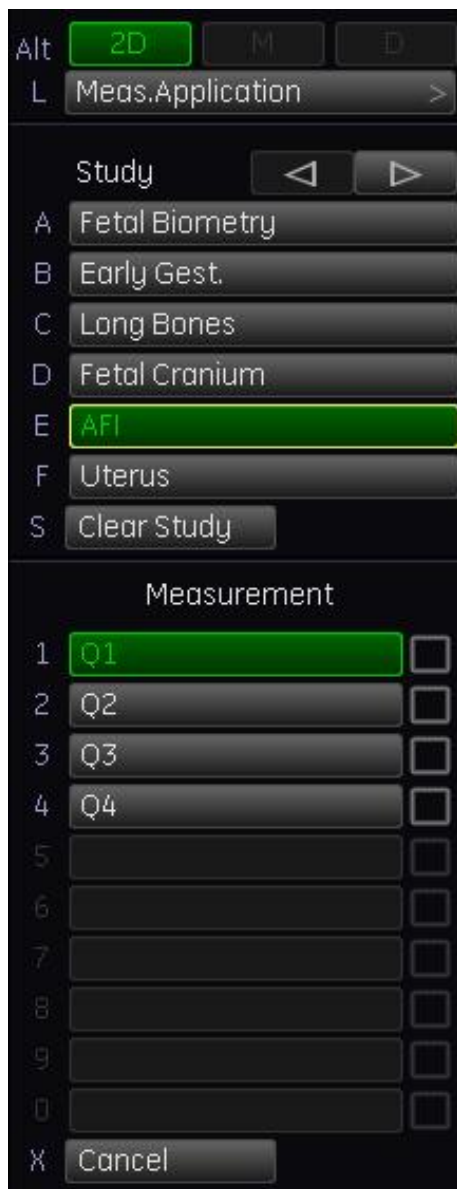 Alt 2D M D
L Meas.Application >
Study
A Fetal Biometry
B Early Gest.
C Long Bones
D Fetal Cranium
E AFI
F Uterus
S Clear Study
Measurement
1 Q1
2 Q2
3 Q3
4 Q4
5
6
7
8
9
0
X Cancel